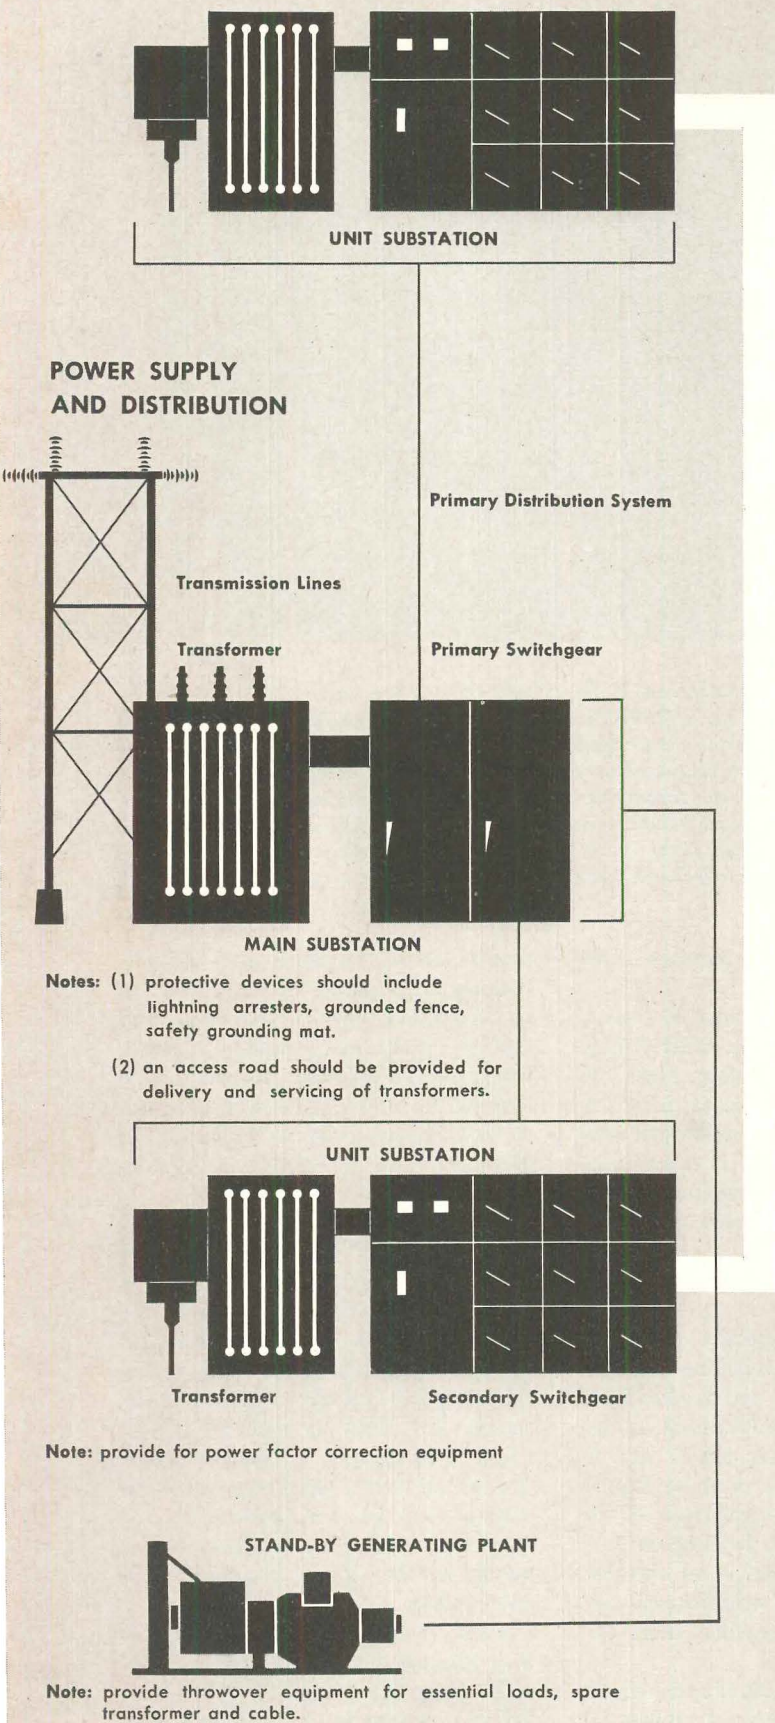 UNIT SUBSTATION
POWER SUPPLY
AND DISTRIBUTION
Primary Distribution System
Transmission Lines
Transformer
Primary Switchgear
MAIN SUBSTATION
Notes: (1) protective devices should include
lightning arresters, grounded fence,
safety grounding mat.
(2) an access road should be provided for
delivery and servicing of transformers.
UNIT SUBSTATION
Transformer
Secondary Switchgear
Note: provide for power factor correction equipment
STAND-BY GENERATING PLANT
Note: provide throwover equipment for essential loads, spare
transformer and cable.